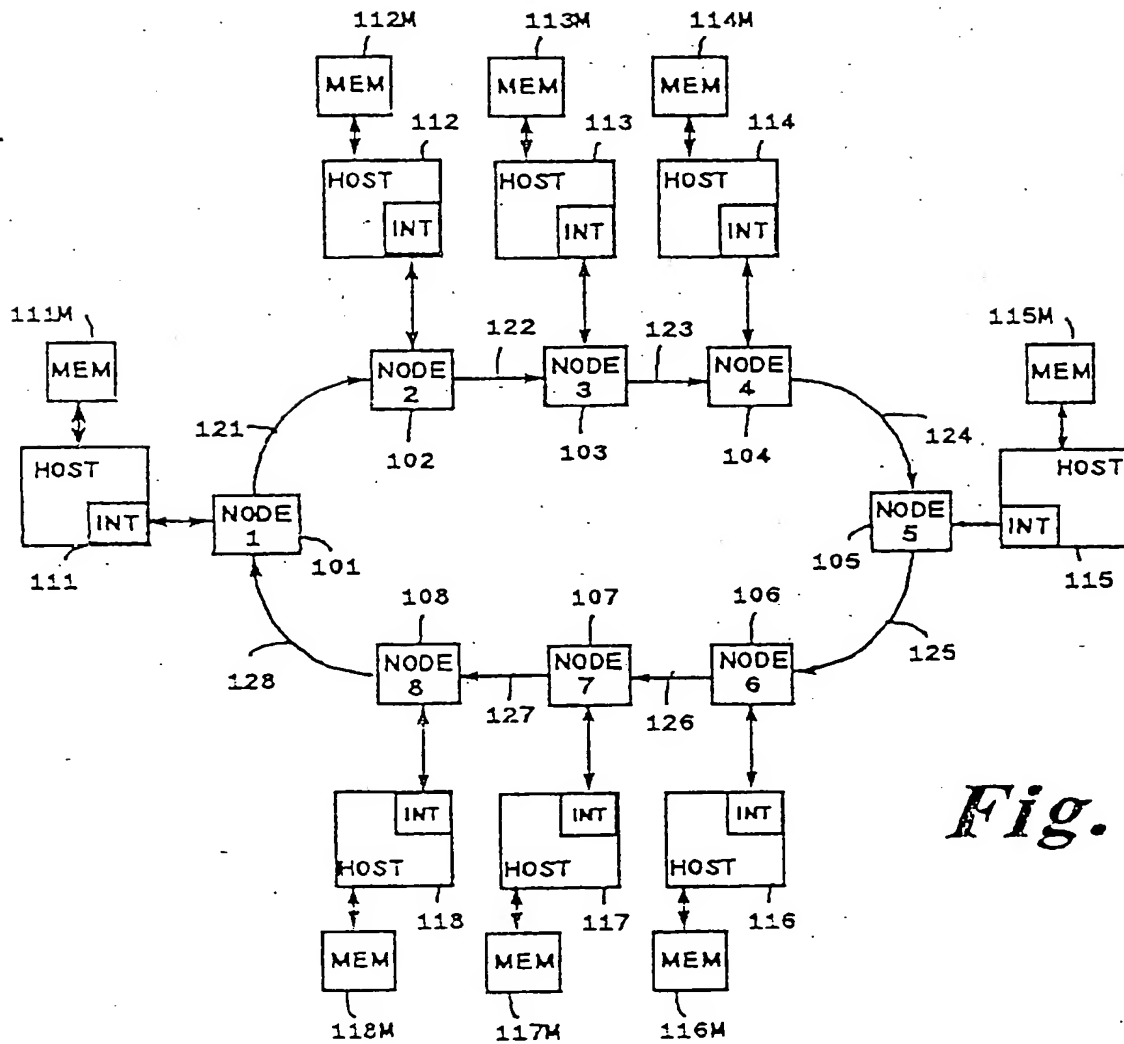 112M
113M
114M
MEM
MEM
MEM
112
113
114
HOST
HOST
HOST
INT
INT
INT
111M
115M
MEM
MEM
122
123
NODE
2
NODE
3
NODE
4
121
124
102
103
104
HOST
HOST
INT
NODE
1
NODE
5
INT
111
101
105
115
108
107
106
128
125
NODE
8
NODE
7
NODE
6
127
126
INT
INT
INT
HOST
HOST
HOST
118
117
116
MEM
MEM
MEM
118M
117M
116M
Fig.